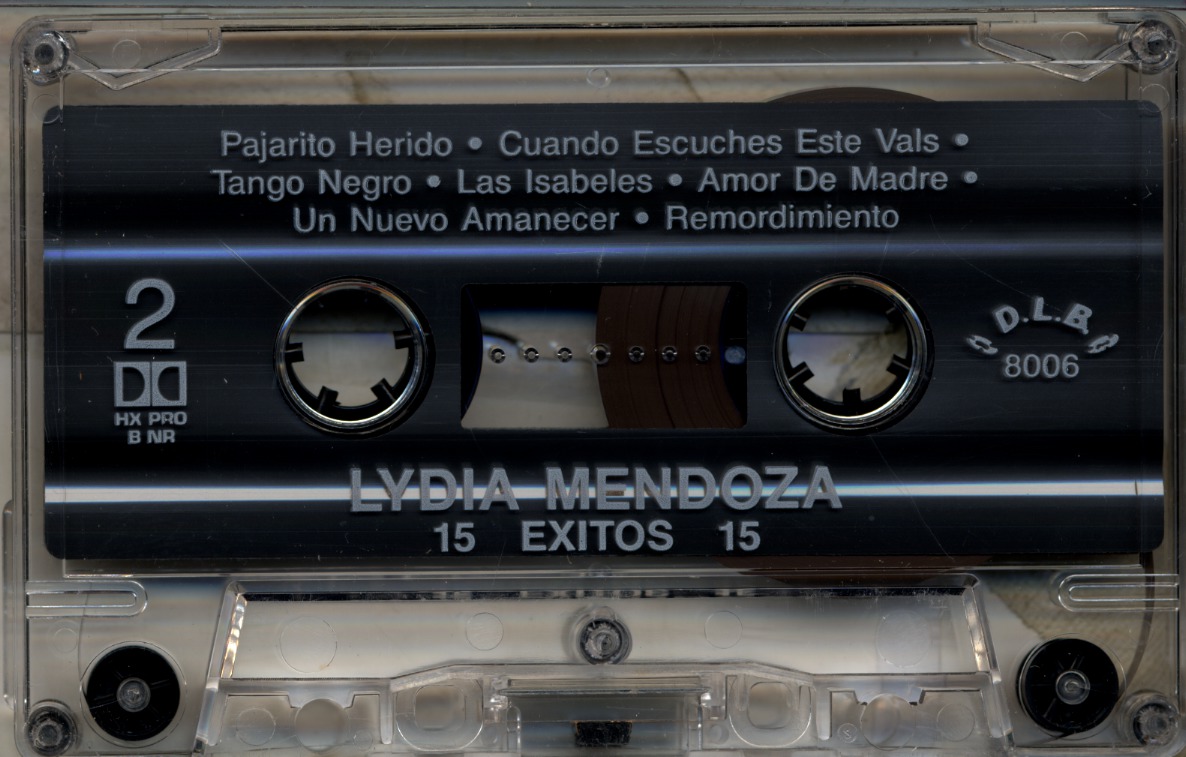 Pajarito Herido • Cuando Escuches Este Vals •
Tango Negro • Las Isabeles • Amor De Madre •
Un Nuevo Amanecer • Remordimiento
2
HX PRO
B NR
D.L.B.
8006
LYDIA MENDOZA
15 EXITOS 15